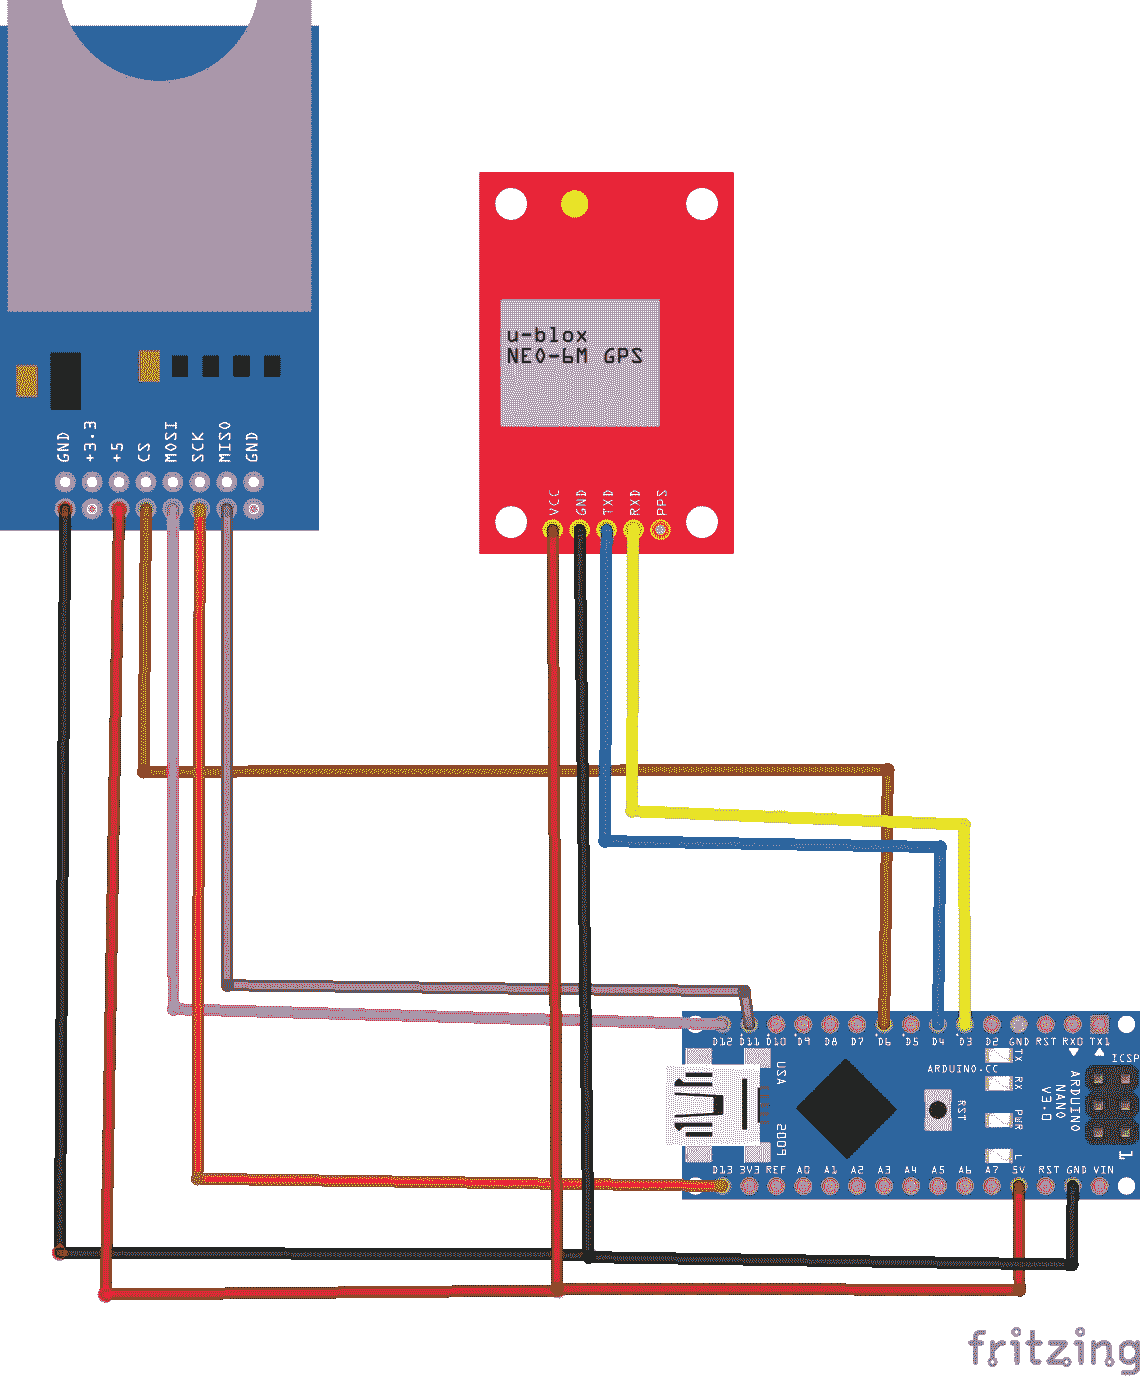 GND
+3.3
+5
CS
MOSI
SCK
MISO
GND
u-blox
NEO-6M GPS
VCC
GND
TXD
RXD
PPS
D12 D11 D10 D9 D8 D7 D6 D5 D4 D3 D2 GND RST RX0 TX1
USA
2009
ARDUINO.CC
RST
TX
RX
PWR
L
ARDUINO
NANO
V3.0
ICSP
1
D13 3V3 REF A0 A1 A2 A3 A4 A5 A6 A7 5V RST GND VIN
fritzing